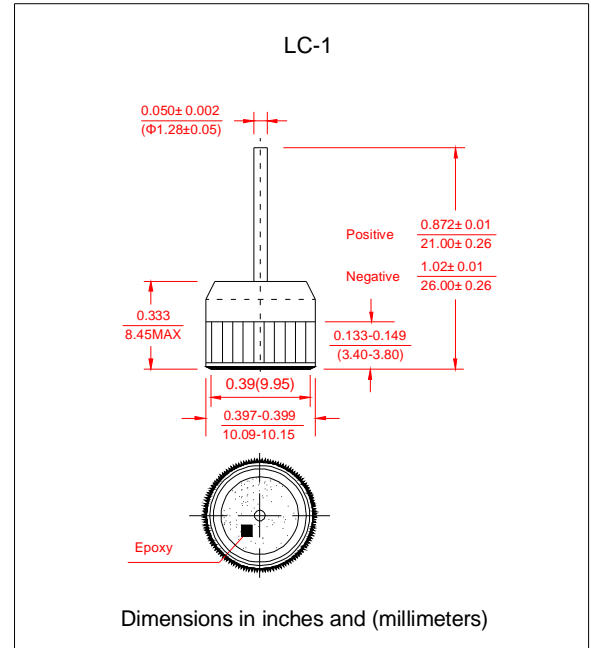 LC-1
0.050± 0.002
(Φ1.28±0.05)
Positive 0.872± 0.01
21.00± 0.26
Negative 1.02± 0.01
26.00± 0.26
0.333
8.45MAX
0.133-0.149
(3.40-3.80)
0.39(9.95)
0.397-0.399
10.09-10.15
Epoxy
Dimensions in inches and (millimeters)